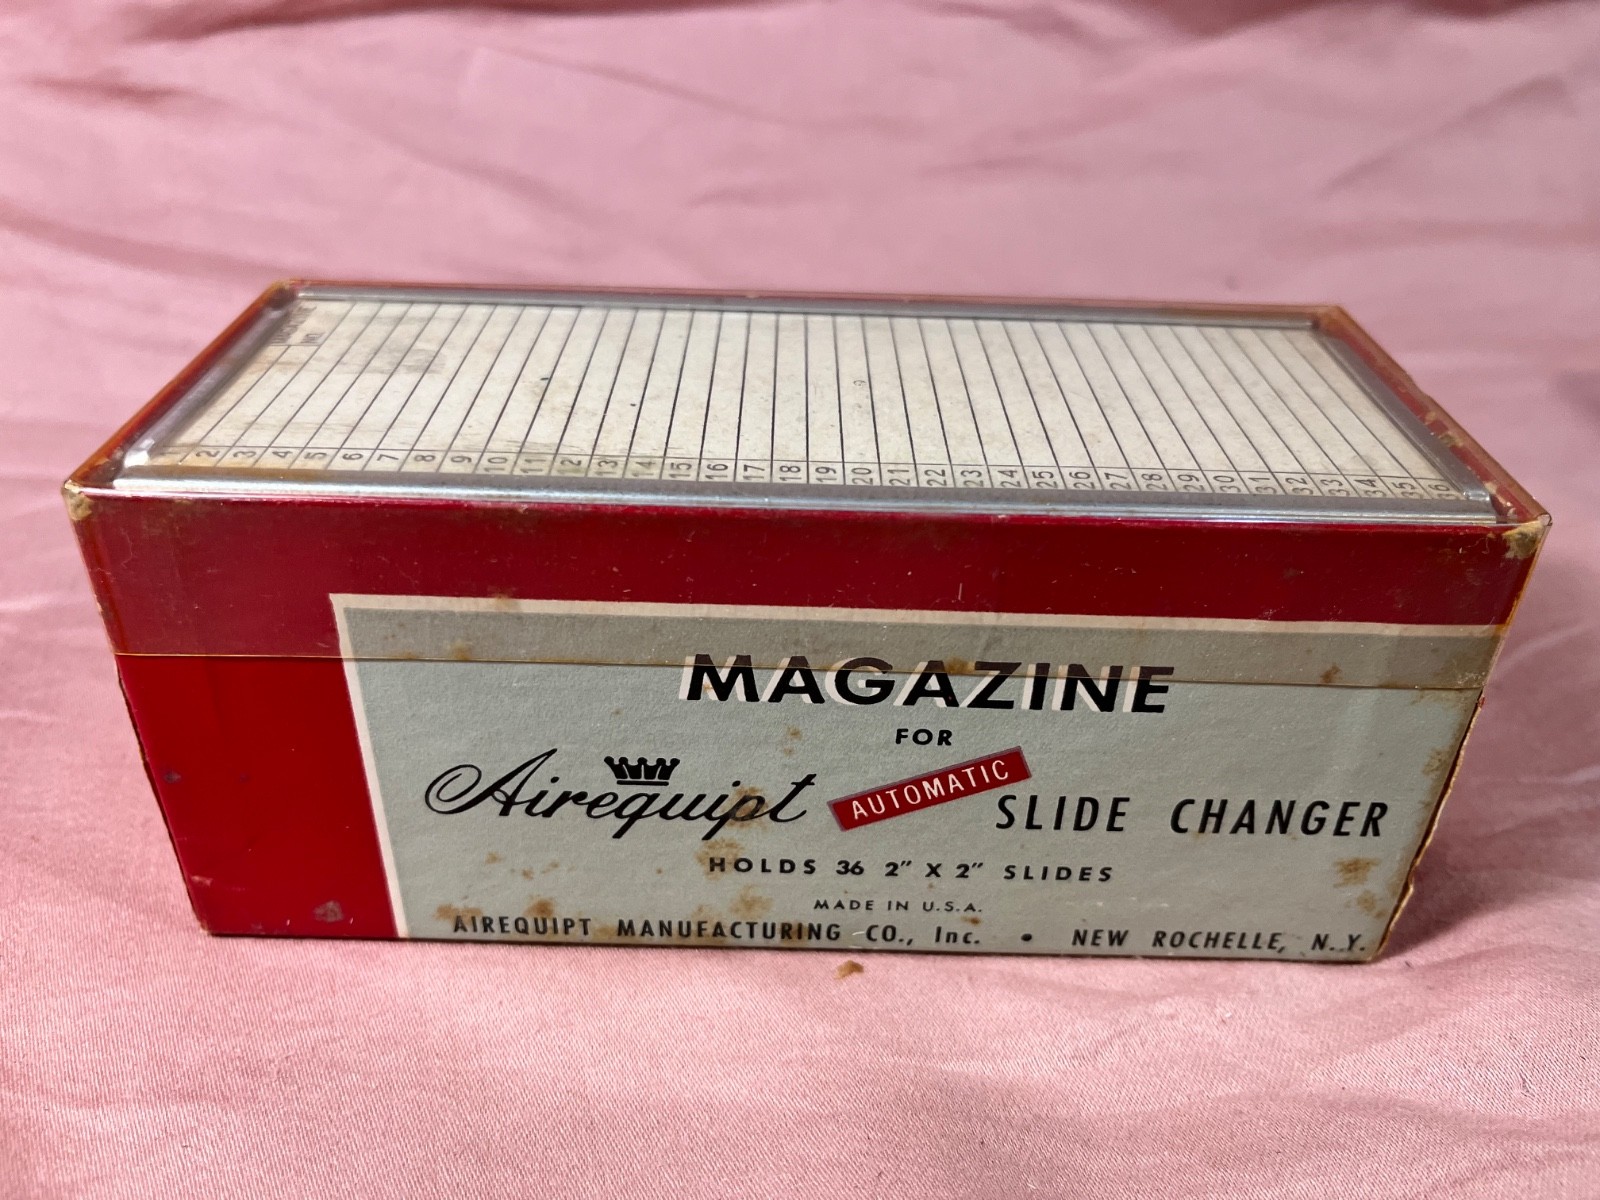 MAGAZINE
NO.
1 2 3 4 5 6 7 8 9 10 11 12 13 14 15 16 17 18 19 20 21 22 23 24 25 26 27 28 29 30 31 32 33 34 35 36
MAGAZINE
FOR
Airequipt AUTOMATIC SLIDE CHANGER
HOLDS 36 2" X 2" SLIDES
MADE IN U.S.A.
AIREQUIPT MANUFACTURING CO., Inc. • NEW ROCHELLE, N.Y.